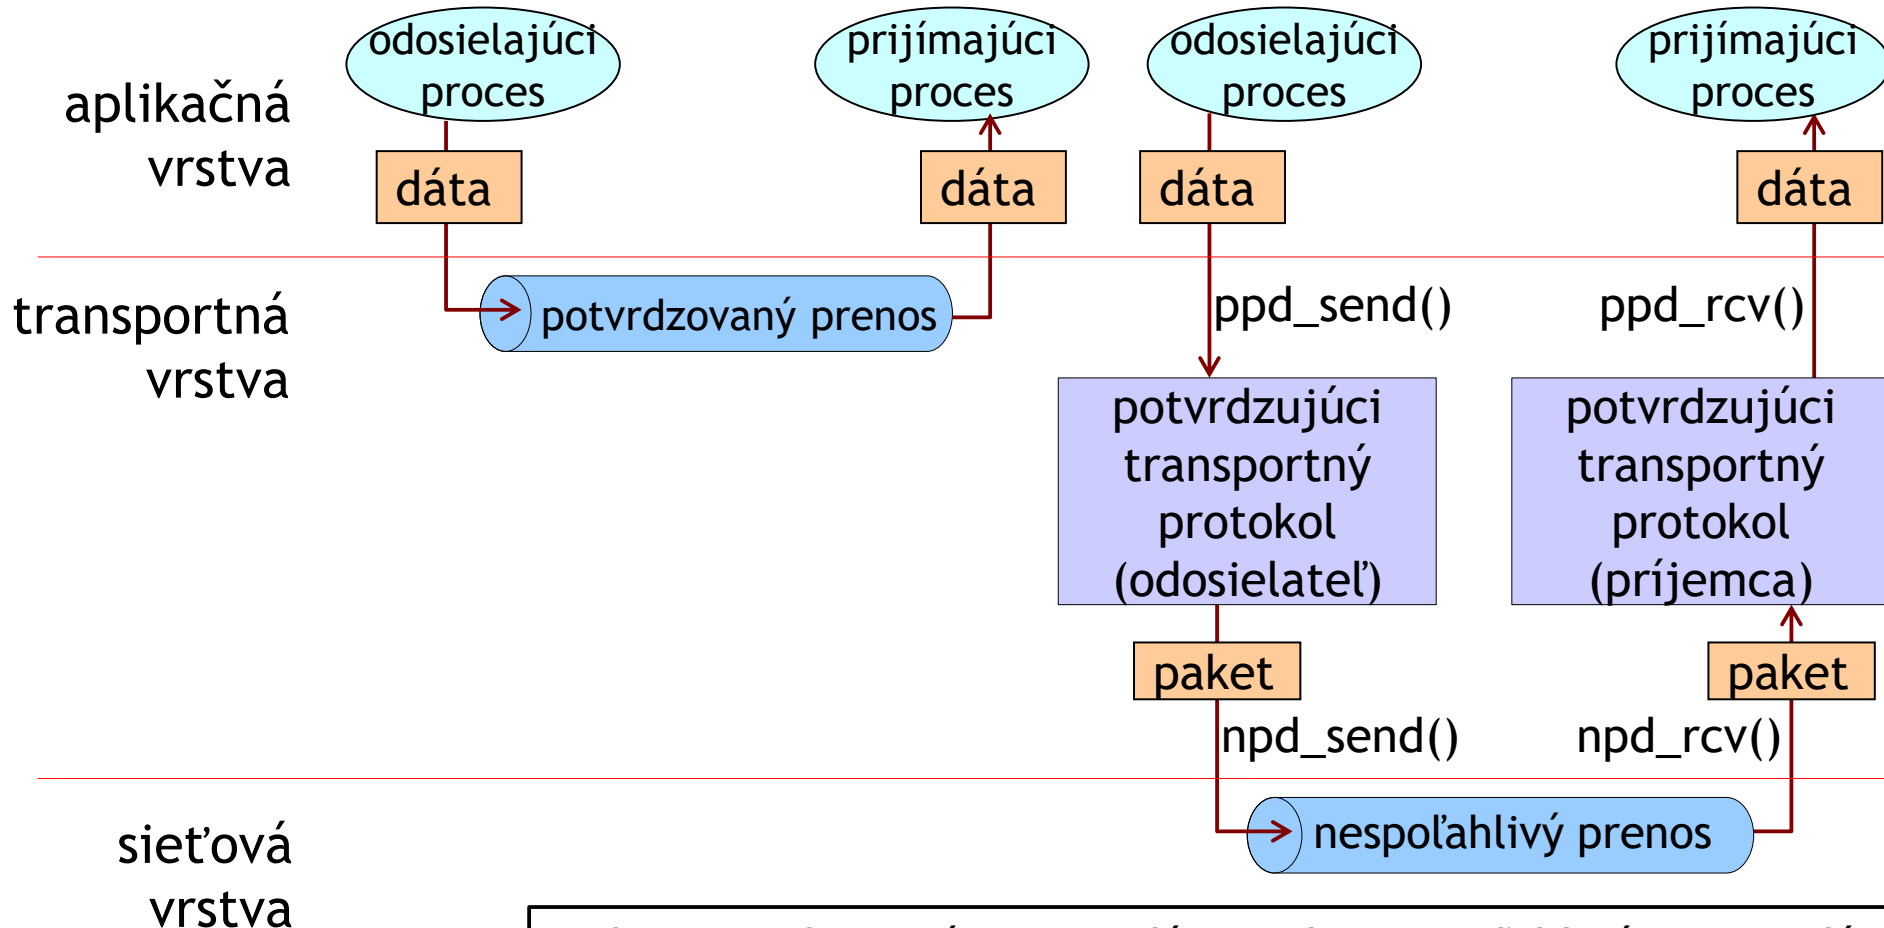 odosielajúci
proces
prijímajúci
proces
odosielajúci
proces
prijímajúci
proces
aplikačná
vrstva
dáta
dáta
dáta
dáta
transportná
vrstva
potvrdzovaný prenos
ppd_send()
ppd_rcv()
potvrdzujúci
transportný
protokol
(odosielateľ)
potvrdzujúci
transportný
protokol
(príjemca)
paket
paket
npd_send()
npd_rcv()
sieťová
vrstva
nespoľahlivý prenos